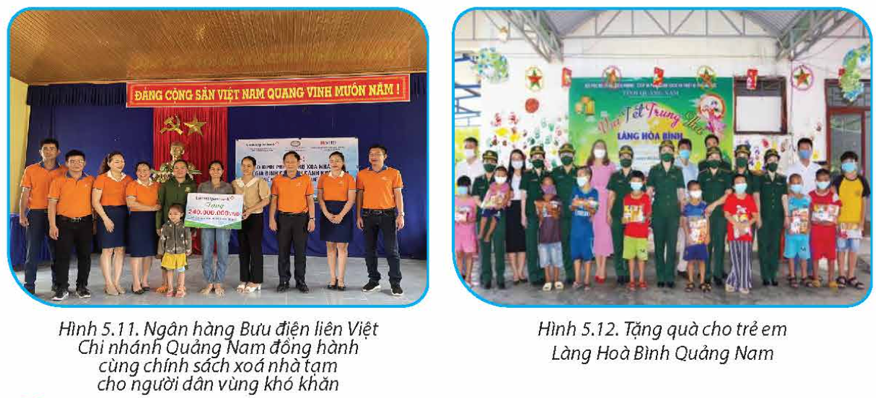 ĐẢNG CỘNG SẢN VIỆT NAM QUANG VINH MUÔN NĂM !
240.000.000
TỈNH QUẢNG NAM
Vui Tết Trung Thu
LÀNG HÒA BÌNH
Hình 5.11. Ngân hàng Bưu điện liên Việt
Chi nhánh Quảng Nam đồng hành
cùng chính sách xoá nhà tạm
cho người dân vùng khó khăn
Hình 5.12. Tặng quà cho trẻ em
Làng Hoà Bình Quảng Nam